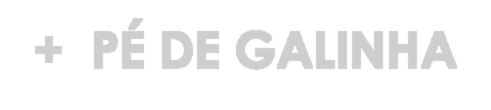 + PÉ DE GALINHA